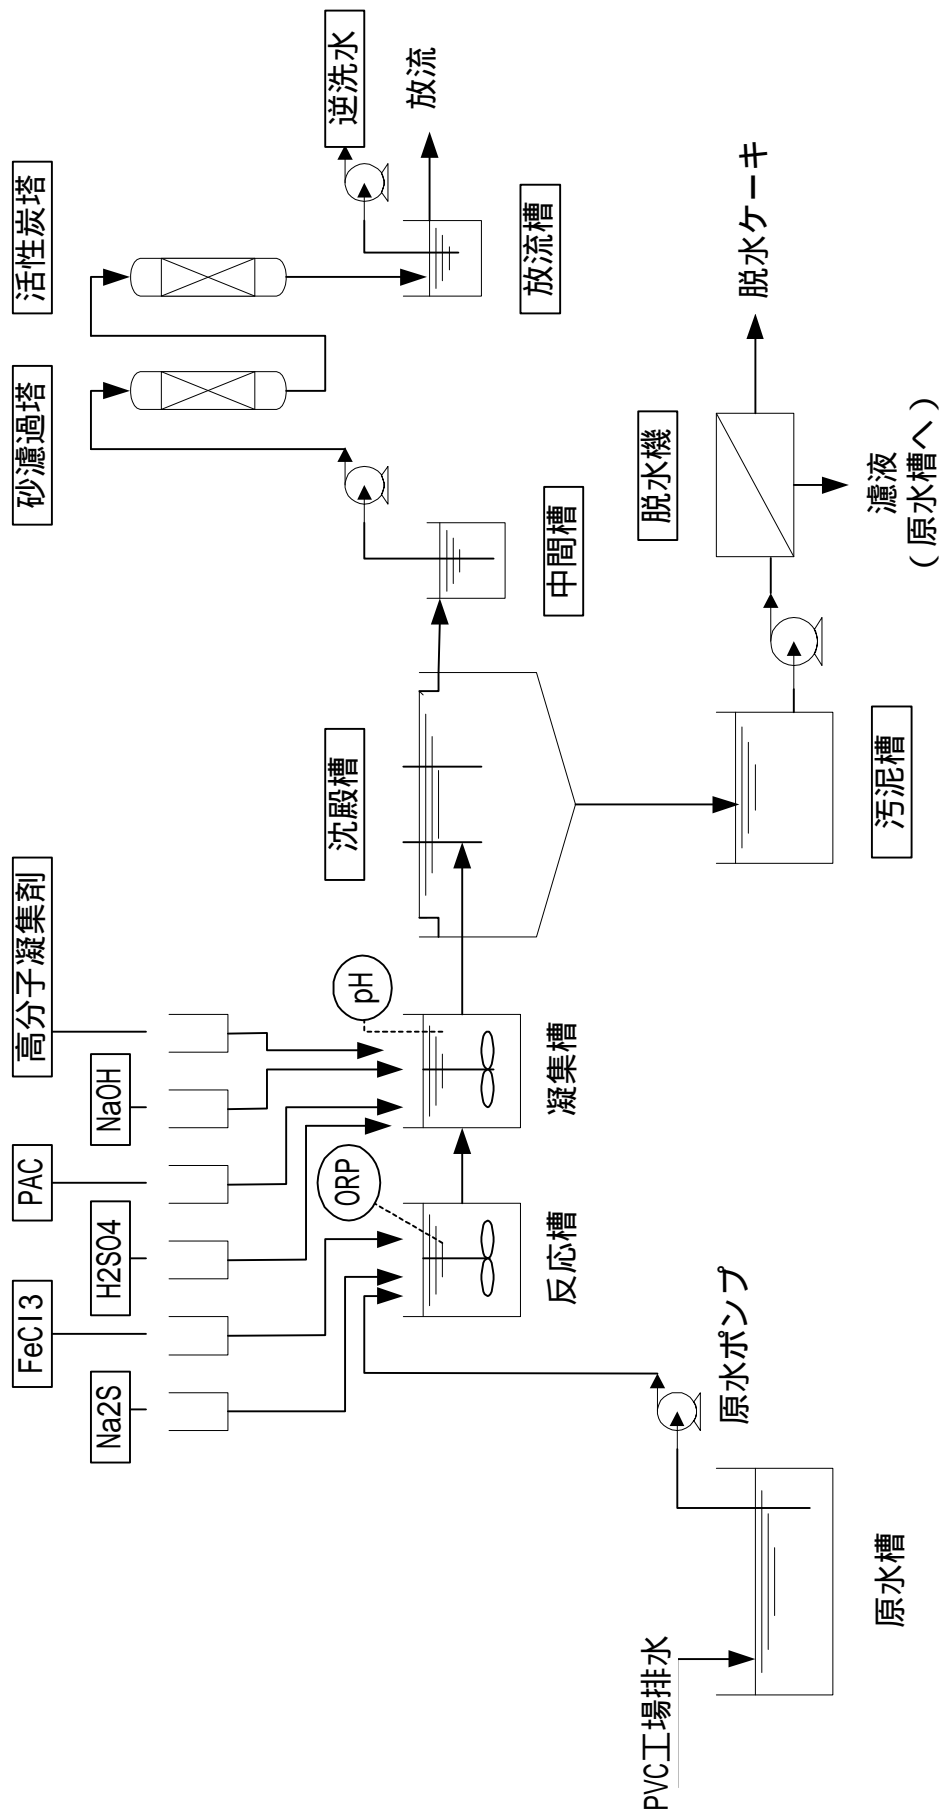 PVC工場排水
原水槽
原水ポンプ
Na2S
FeCl3
H2SO4
PAC
NaOH
高分子凝集剤
ORP
pH
反応槽
凝集槽
沈殿槽
中間槽
砂濾過塔
活性炭塔
逆洗水
放流
放流槽
汚泥槽
脱水機
脱水ケーキ
濾液
(原水槽へ)